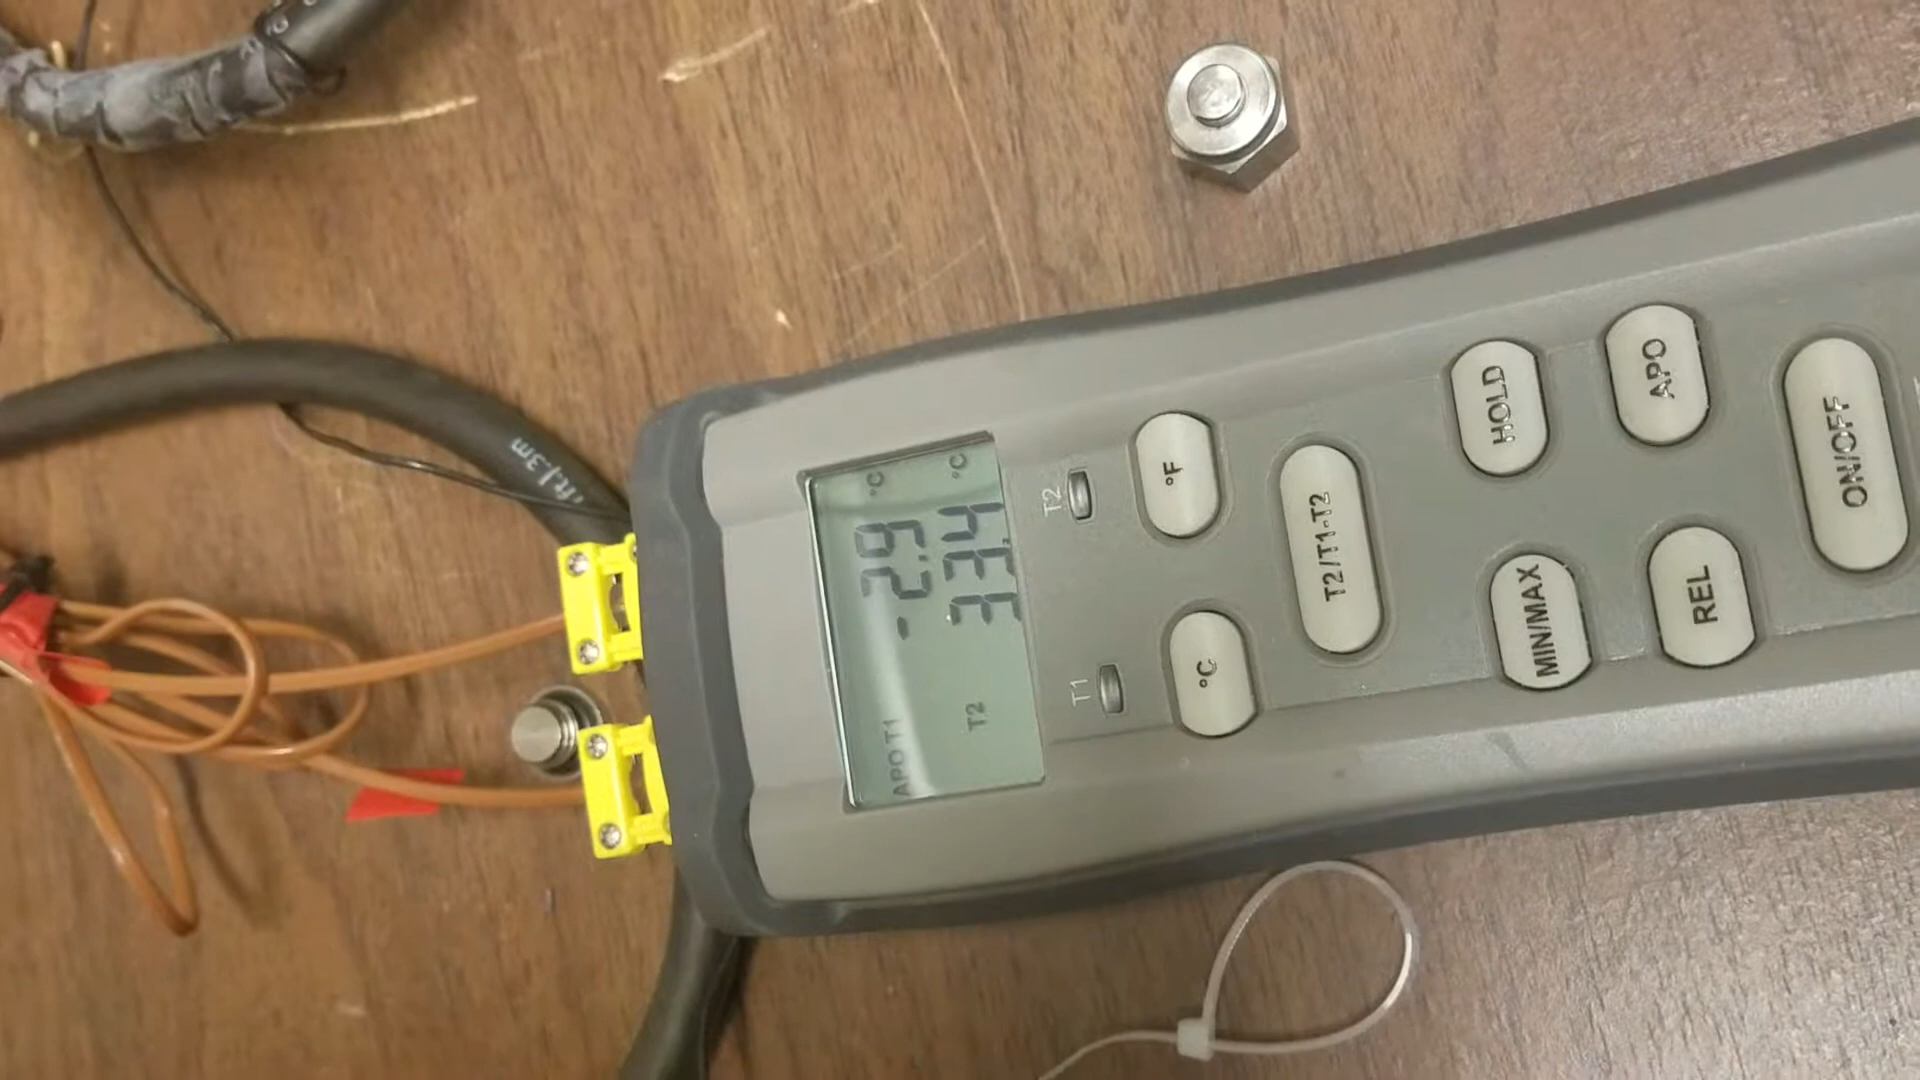 APO T1 -2.9 °C
T2 33.4 °C
T1 T2
°C °F
T2/T1-T2
MIN/MAX HOLD
REL APO
ON/OFF